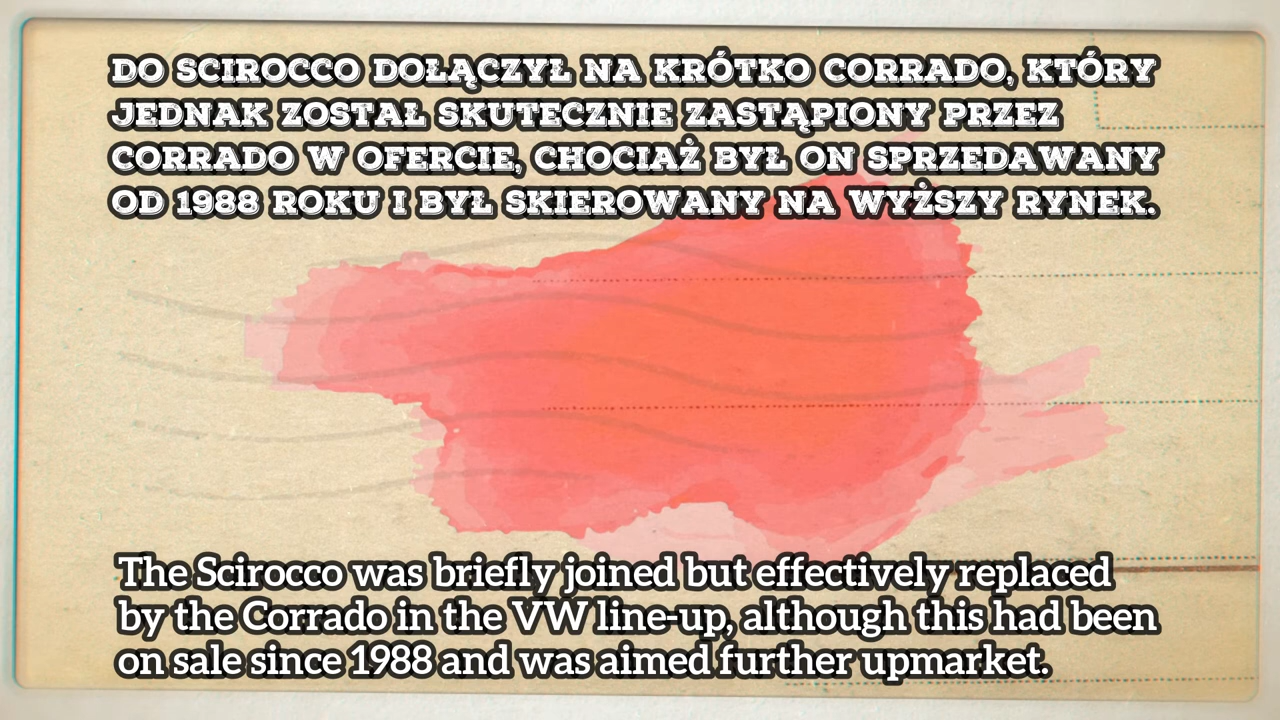 DO SCIROCCO DOŁĄCZYŁ NA KRÓTKO CORRADO, KTÓRY
JEDNAK ZOSTAŁ SKUTECZNIE ZASTĄPIONY PRZEZ
CORRADO W OFERCIE, CHOCIAŻ BYŁ ON SPRZEDAWANY
OD 1988 ROKU I BYŁ SKIEROWANY NA WYŻSZY RYNEK.
The Scirocco was briefly joined but effectively replaced
by the Corrado in the VW line-up, although this had been
on sale since 1988 and was aimed further upmarket.